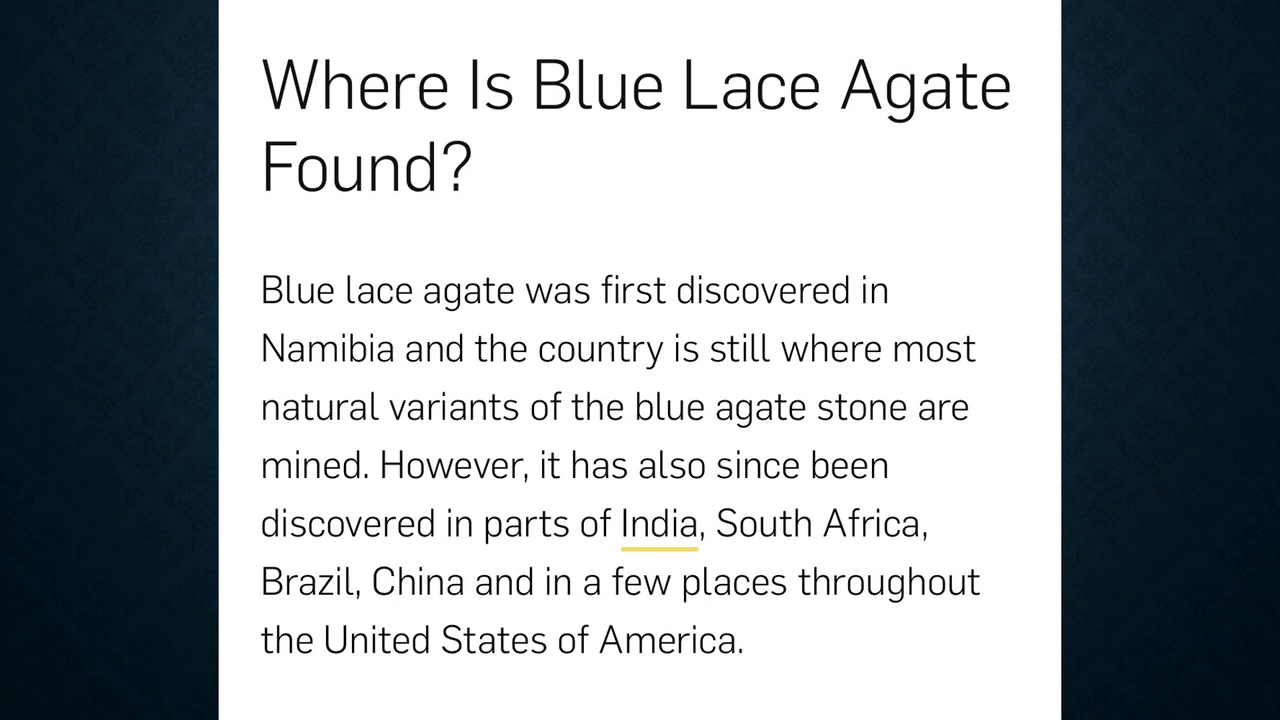 Where Is Blue Lace Agate
Found?
Blue lace agate was first discovered in
Namibia and the country is still where most
natural variants of the blue agate stone are
mined. However, it has also since been
discovered in parts of India, South Africa,
Brazil, China and in a few places throughout
the United States of America.